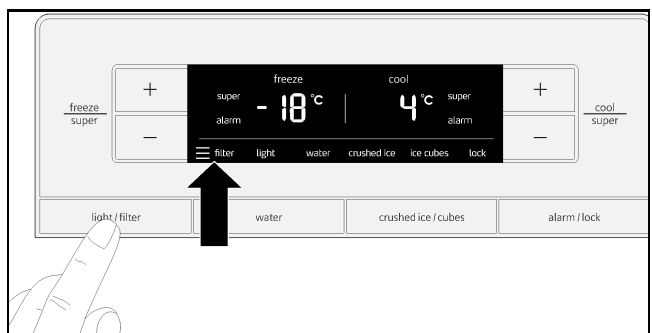 freeze
super
+
−
freeze
cool
super
alarm
- 18 °C
4 °C
super
alarm
filter light water crushed ice ice cubes lock
+
−
cool
super
light / filter water crushed ice / cubes alarm / lock